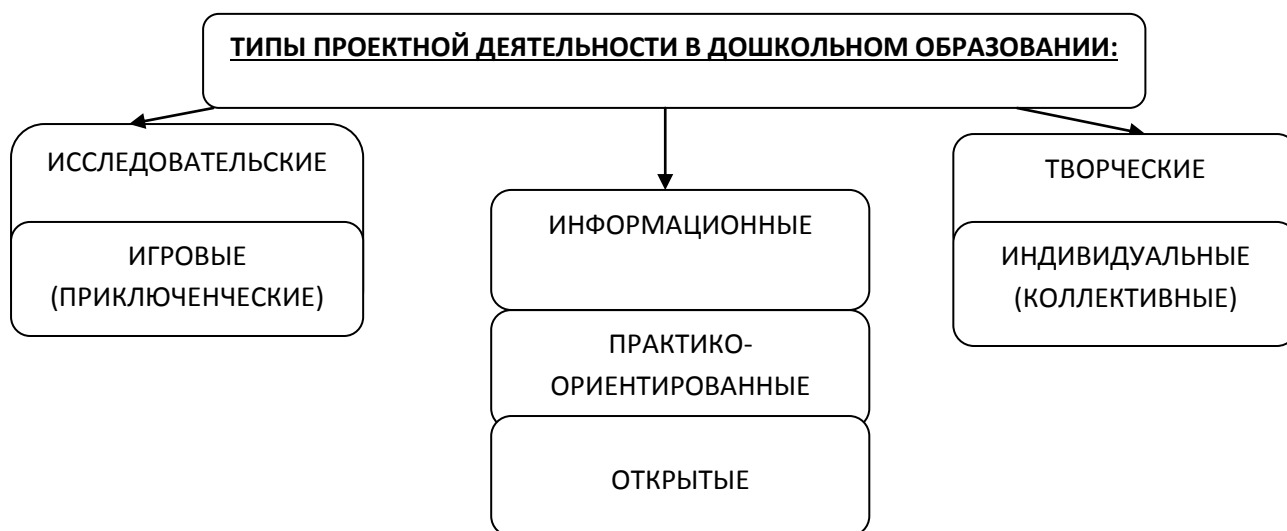 ТИПЫ ПРОЕКТНОЙ ДЕЯТЕЛЬНОСТИ В ДОШКОЛЬНОМ ОБРАЗОВАНИИ:
ИССЛЕДОВАТЕЛЬСКИЕ
ИГРОВЫЕ
(ПРИКЛЮЧЕНЧЕСКИЕ)
ИНФОРМАЦИОННЫЕ
ПРАКТИКО-
ОРИЕНТИРОВАННЫЕ
ОТКРЫТЫЕ
ТВОРЧЕСКИЕ
ИНДИВИДУАЛЬНЫЕ
(КОЛЛЕКТИВНЫЕ)